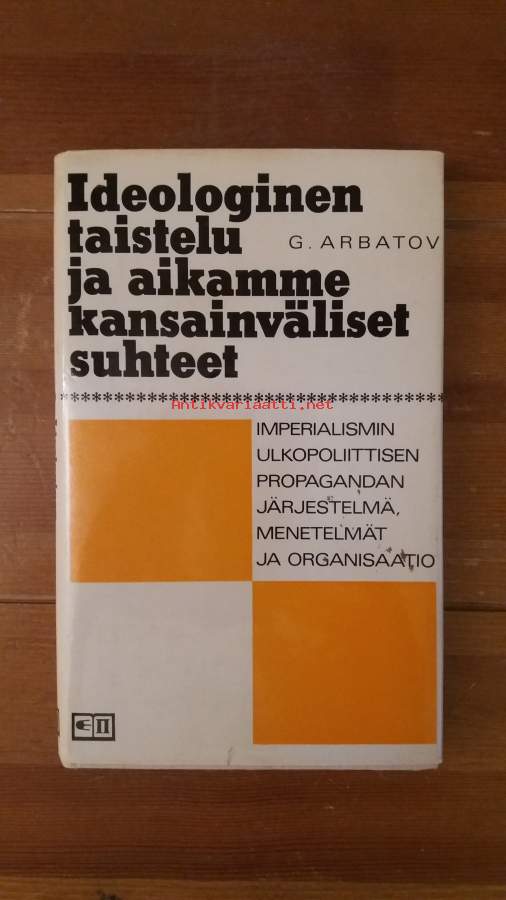 Ideologinen
taistelu
G. ARBATOV
ja aikamme
kansainväliset
suhteet
****************************************
Antikvariaatti.net
IMPERIALISMIN
ULKOPOLIITTISEN
PROPAGANDAN
JÄRJESTELMÄ,
MENETELMÄT
JA ORGANISAATIO